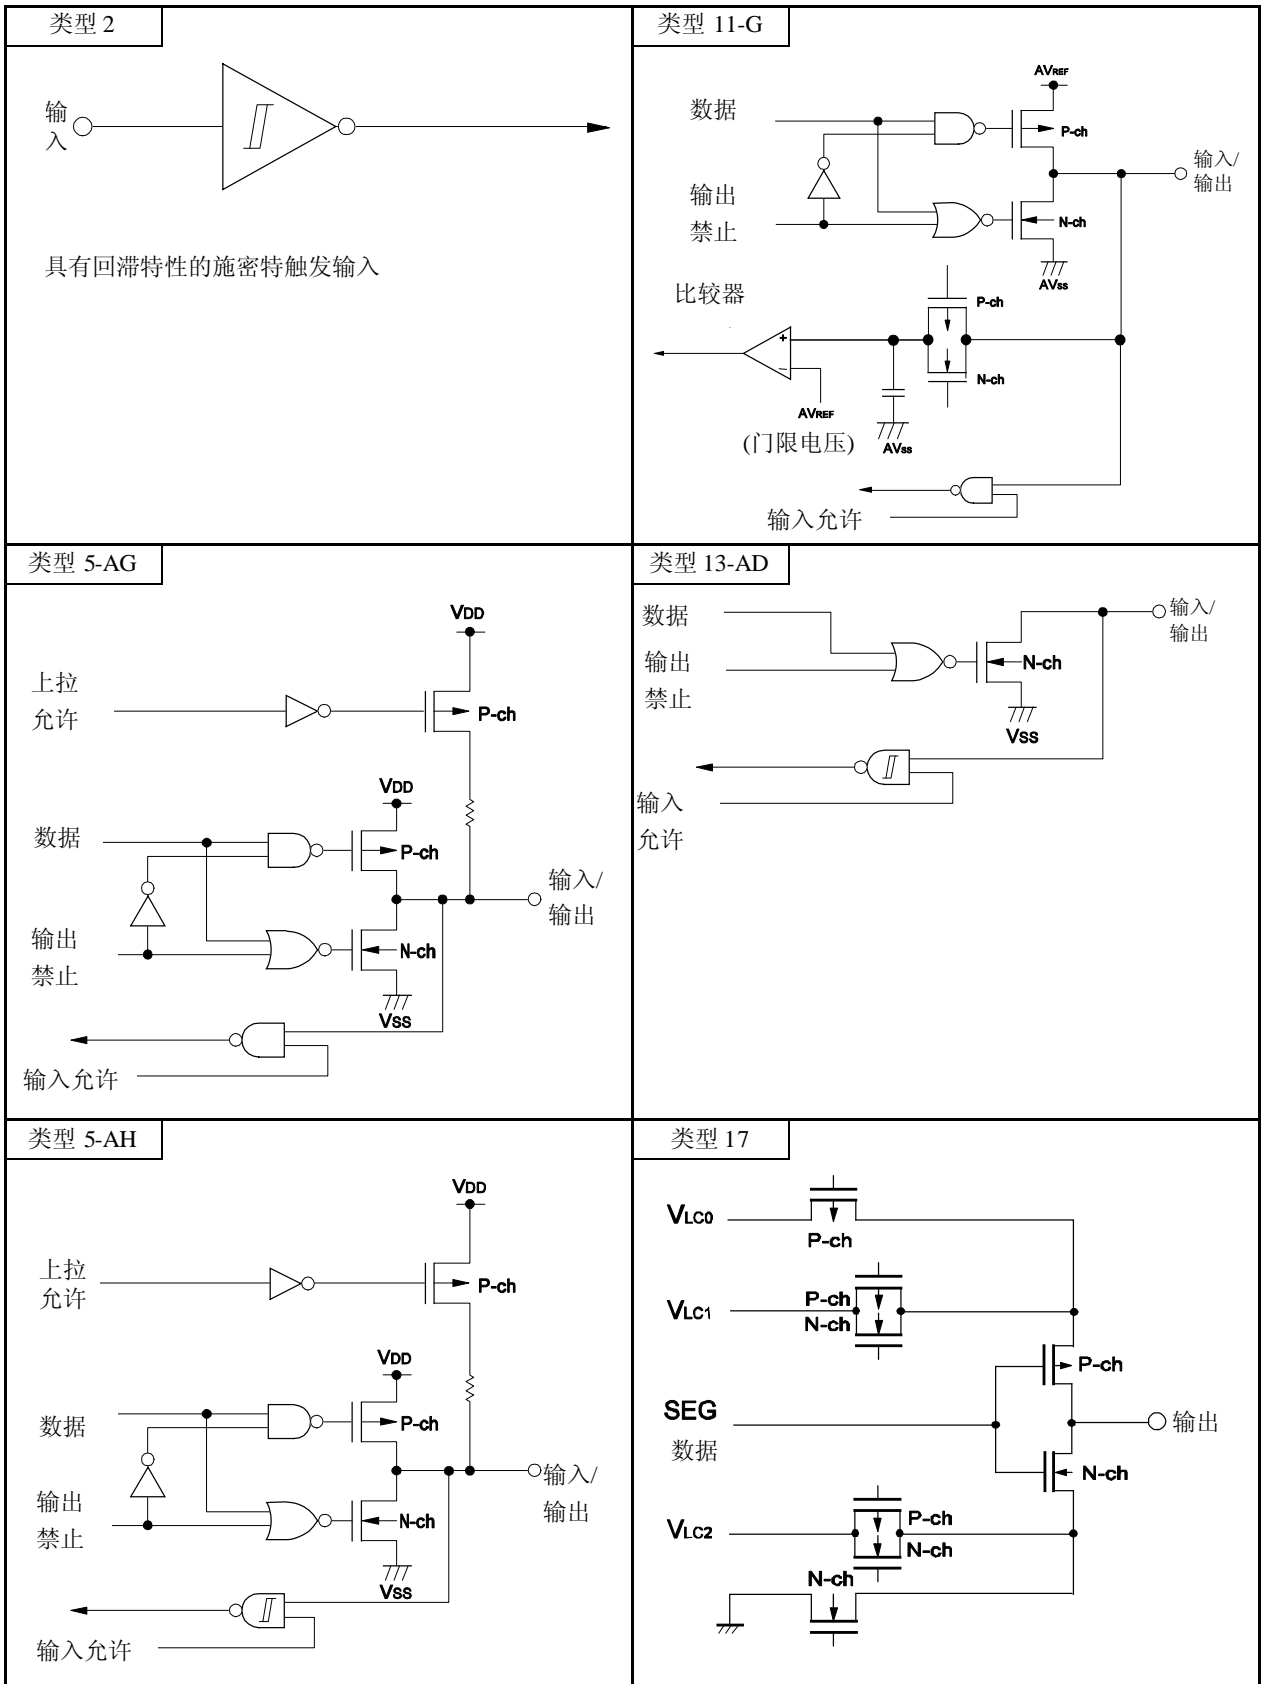 类型 2
输
入
具有回滞特性的施密特触发输入
类型 11-G
AVREF
数据
P-ch
输入/
输出
输出
禁止
N-ch
AVss
比较器
P-ch
+
−
N-ch
AVREF
(门限电压)
AVss
输入允许
类型 5-AG
VDD
上拉
允许
P-ch
VDD
数据
P-ch
输入/
输出
输出
禁止
N-ch
Vss
输入允许
类型 13-AD
数据
输入/
输出
输出
禁止
N-ch
Vss
输入
允许
类型 5-AH
VDD
上拉
允许
P-ch
VDD
数据
P-ch
输入/
输出
输出
禁止
N-ch
Vss
输入允许
类型 17
VLC0
P-ch
VLC1
P-ch
N-ch
P-ch
SEG
数据
输出
N-ch
VLC2
P-ch
N-ch
N-ch